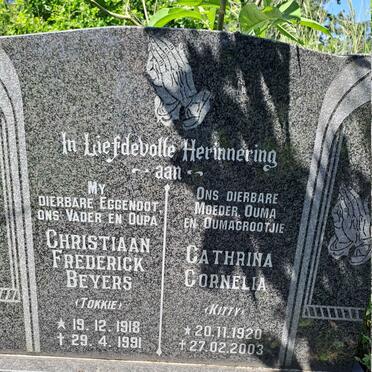 In Liefdevolle Herinnering
~ aan ~
My
dierbare Eggenoot
ons Vader en Oupa
Christiaan
Frederick
Beyers
(Tokkie)
* 19. 12. 1918
† 29. 4. 1991
Ons dierbare
Moeder, Ouma
en Oumagrootjie
Cathrina
Cornelia
(Kitty)
* 20.11.1920
† 27.02.2003